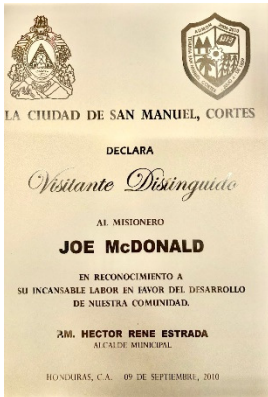 LA CIUDAD DE SAN MANUEL, CORTES
DECLARA
Visitante Distinguido
AL MISIONERO
JOE McDONALD
EN RECONOCIMIENTO A
SU INCANSABLE LABOR EN FAVOR DEL DESARROLLO
DE NUESTRA COMUNIDAD.
P.M. HECTOR RENE ESTRADA
ALCALDE MUNICIPAL
HONDURAS, C.A. 09 DE SEPTIEMBRE, 2010